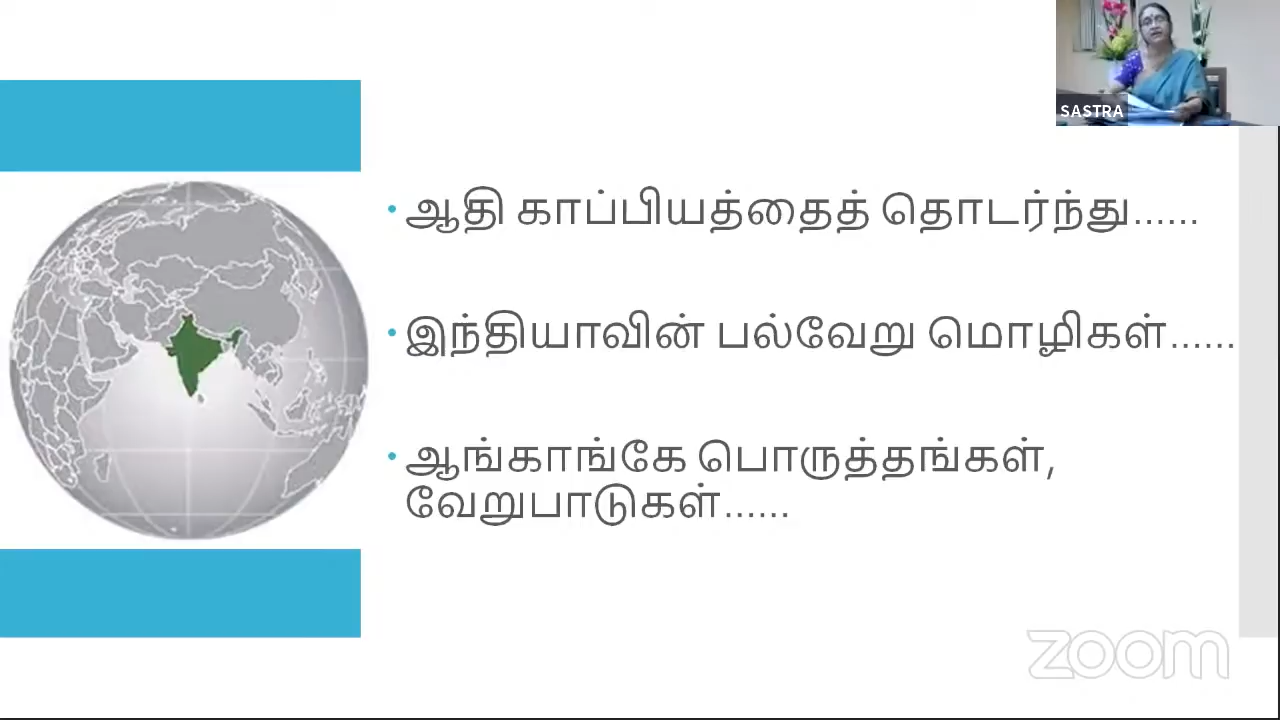 SASTRA
• ஆதி காப்பியத்தைத் தொடர்ந்து......
• இந்தியாவின் பல்வேறு மொழிகள்......
• ஆங்காங்கே பொருத்தங்கள்,
வேறுபாடுகள்......
zoom